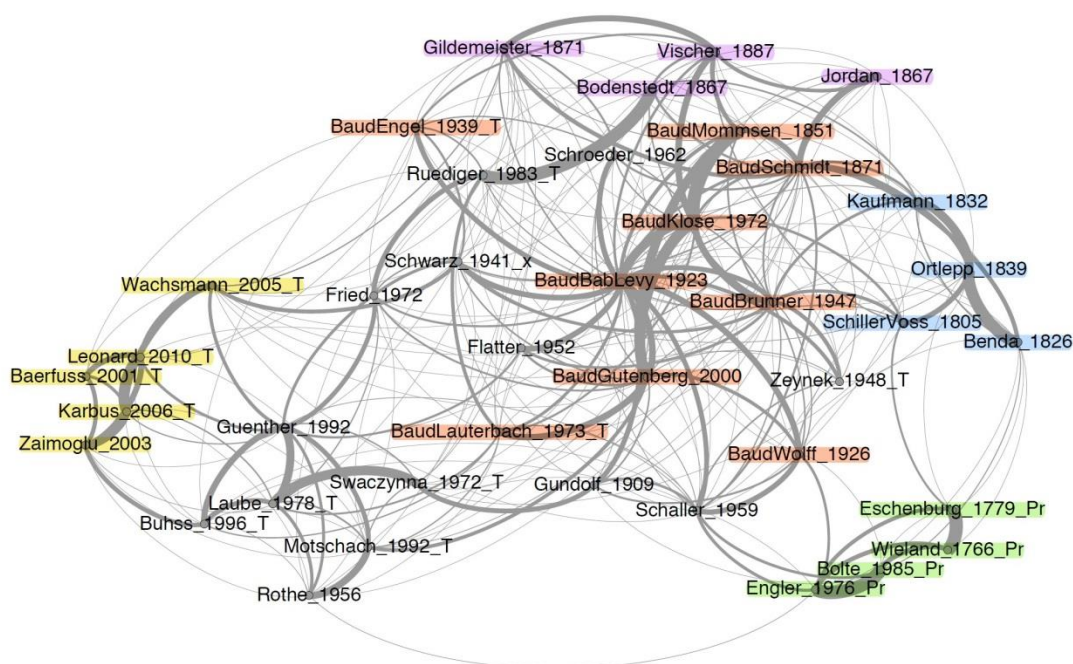 Gildemeister_1871
Vischer_1887
Jordan_1867
Bodenstedt_1867
BaudEngel_1939_T
BaudMommsen_1851
Schroeder_1962
BaudSchmidt_1871
Ruediger_1983_T
Kaufmann_1832
BaudKlose_1972
Schwarz_1941_x
Ortlepp_1839
BaudBabLevy_1923
Wachsmann_2005_T
Fried_1972
BaudBrunner_1947
SchillerVoss_1805
Benda_1826
Flatter_1952
Leonard_2010_T
Baerfuss_2001_T
BaudGutenberg_2000
Zeynek_1948_T
Karbus_2006_T
Guenther_1992
BaudLauterbach_1973_T
Zaimoglu_2003
BaudWolff_1926
Swaczynna_1972_T
Gundolf_1909
Laube_1978_T
Schaller_1959
Eschenburg_1779_Pr
Buhss_1996_T
Motschach_1992_T
Wieland_1766_Pr
Bolte_1985_Pr
Engler_1976_Pr
Rothe_1956